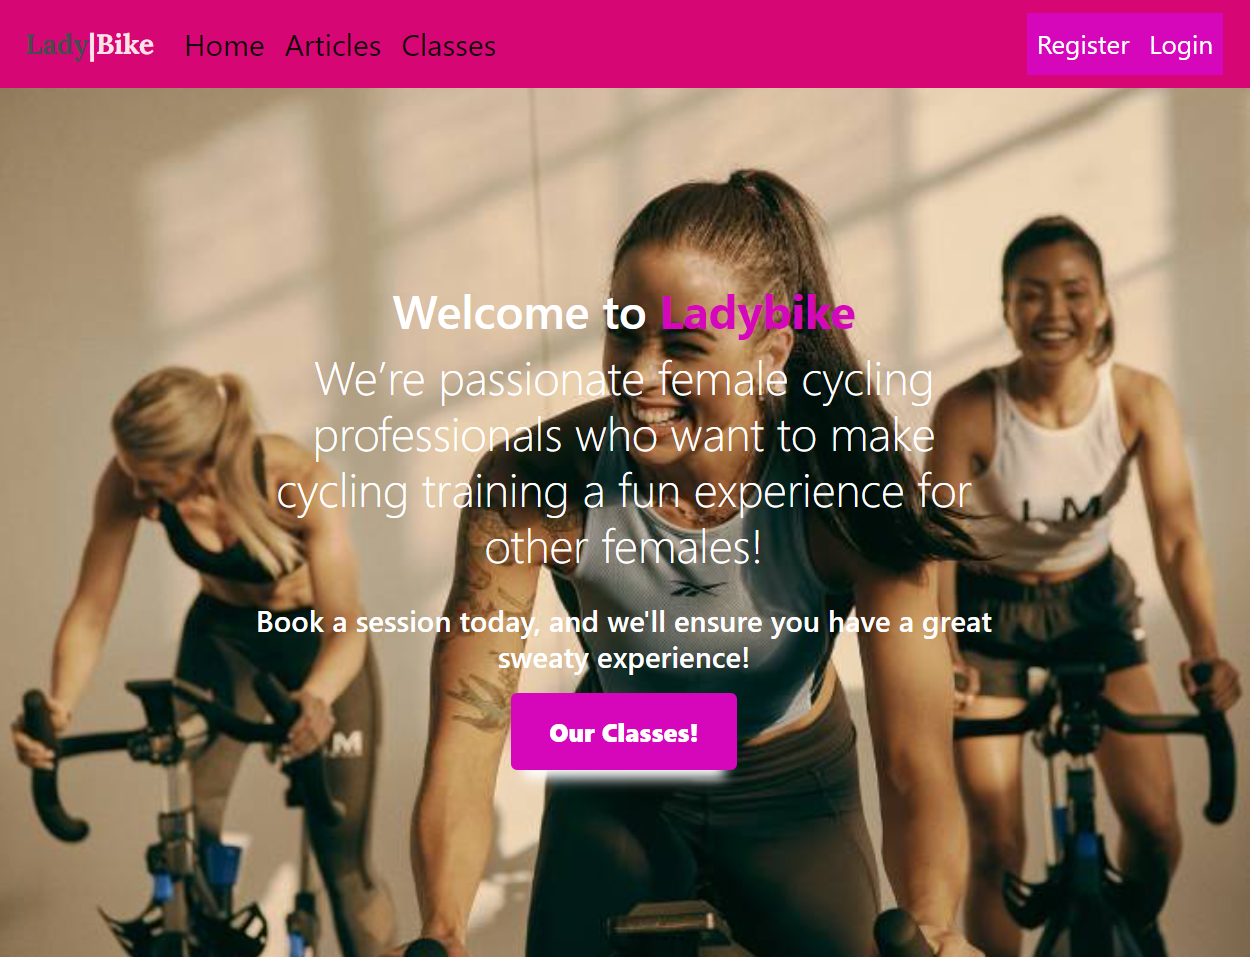 Lady|Bike Home Articles Classes Register Login
Welcome to Ladybike
We’re passionate female cycling
professionals who want to make
cycling training a fun experience for
other females!
Book a session today, and we'll ensure you have a great
sweaty experience!
Our Classes!
LM
M